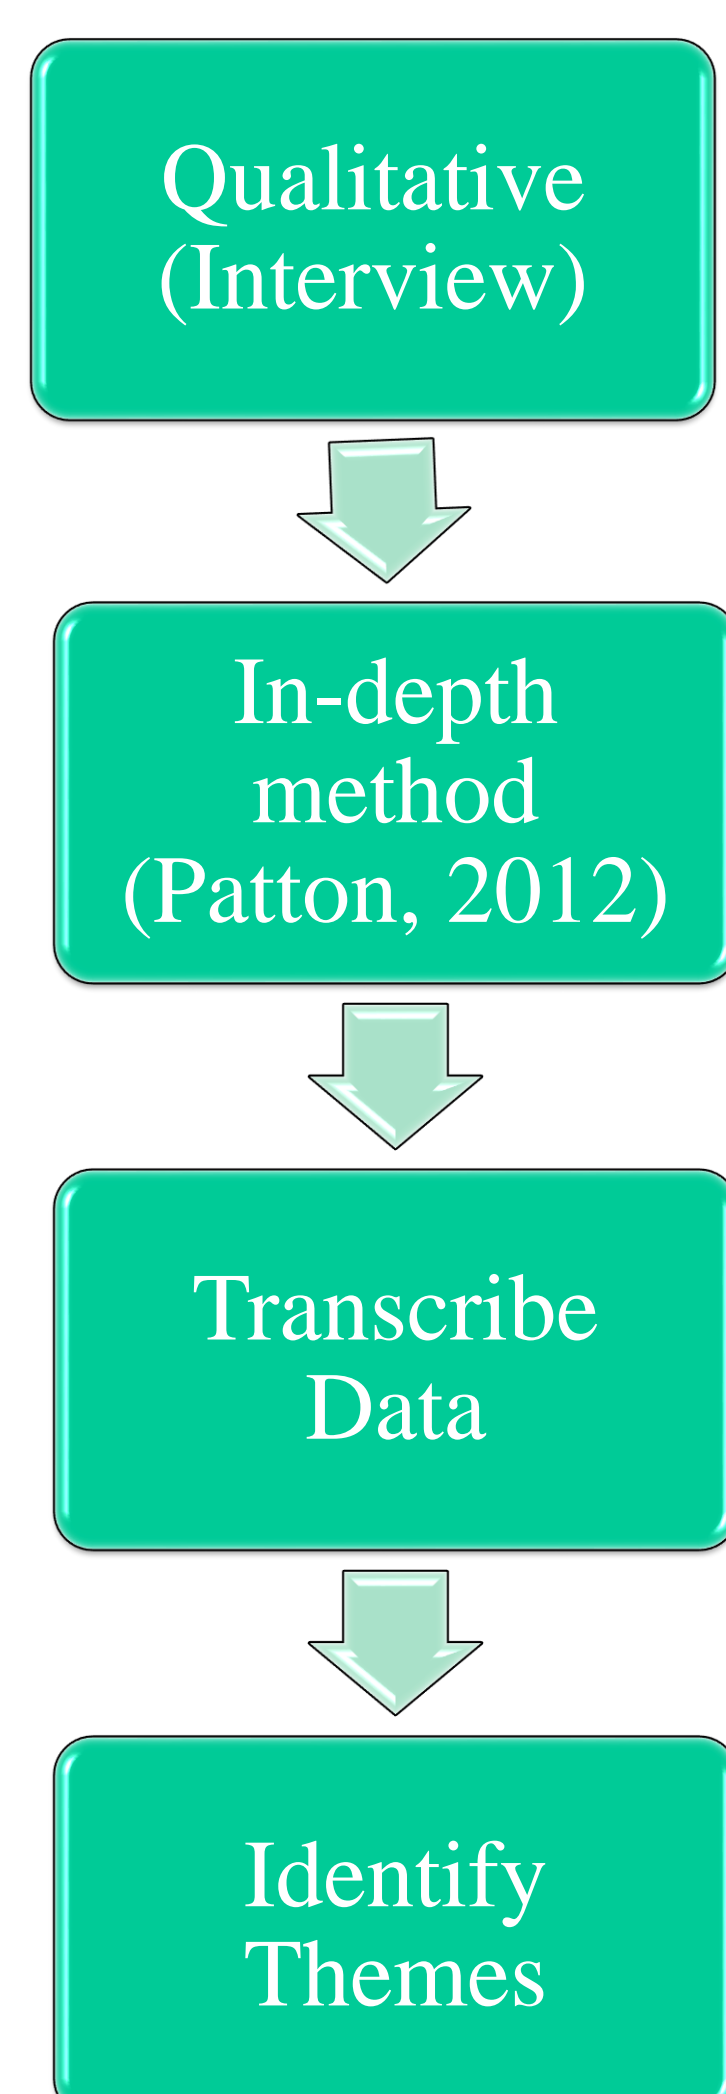 Qualitative
(Interview)
In-depth
method
(Patton, 2012)
Transcribe
Data
Identify
Themes